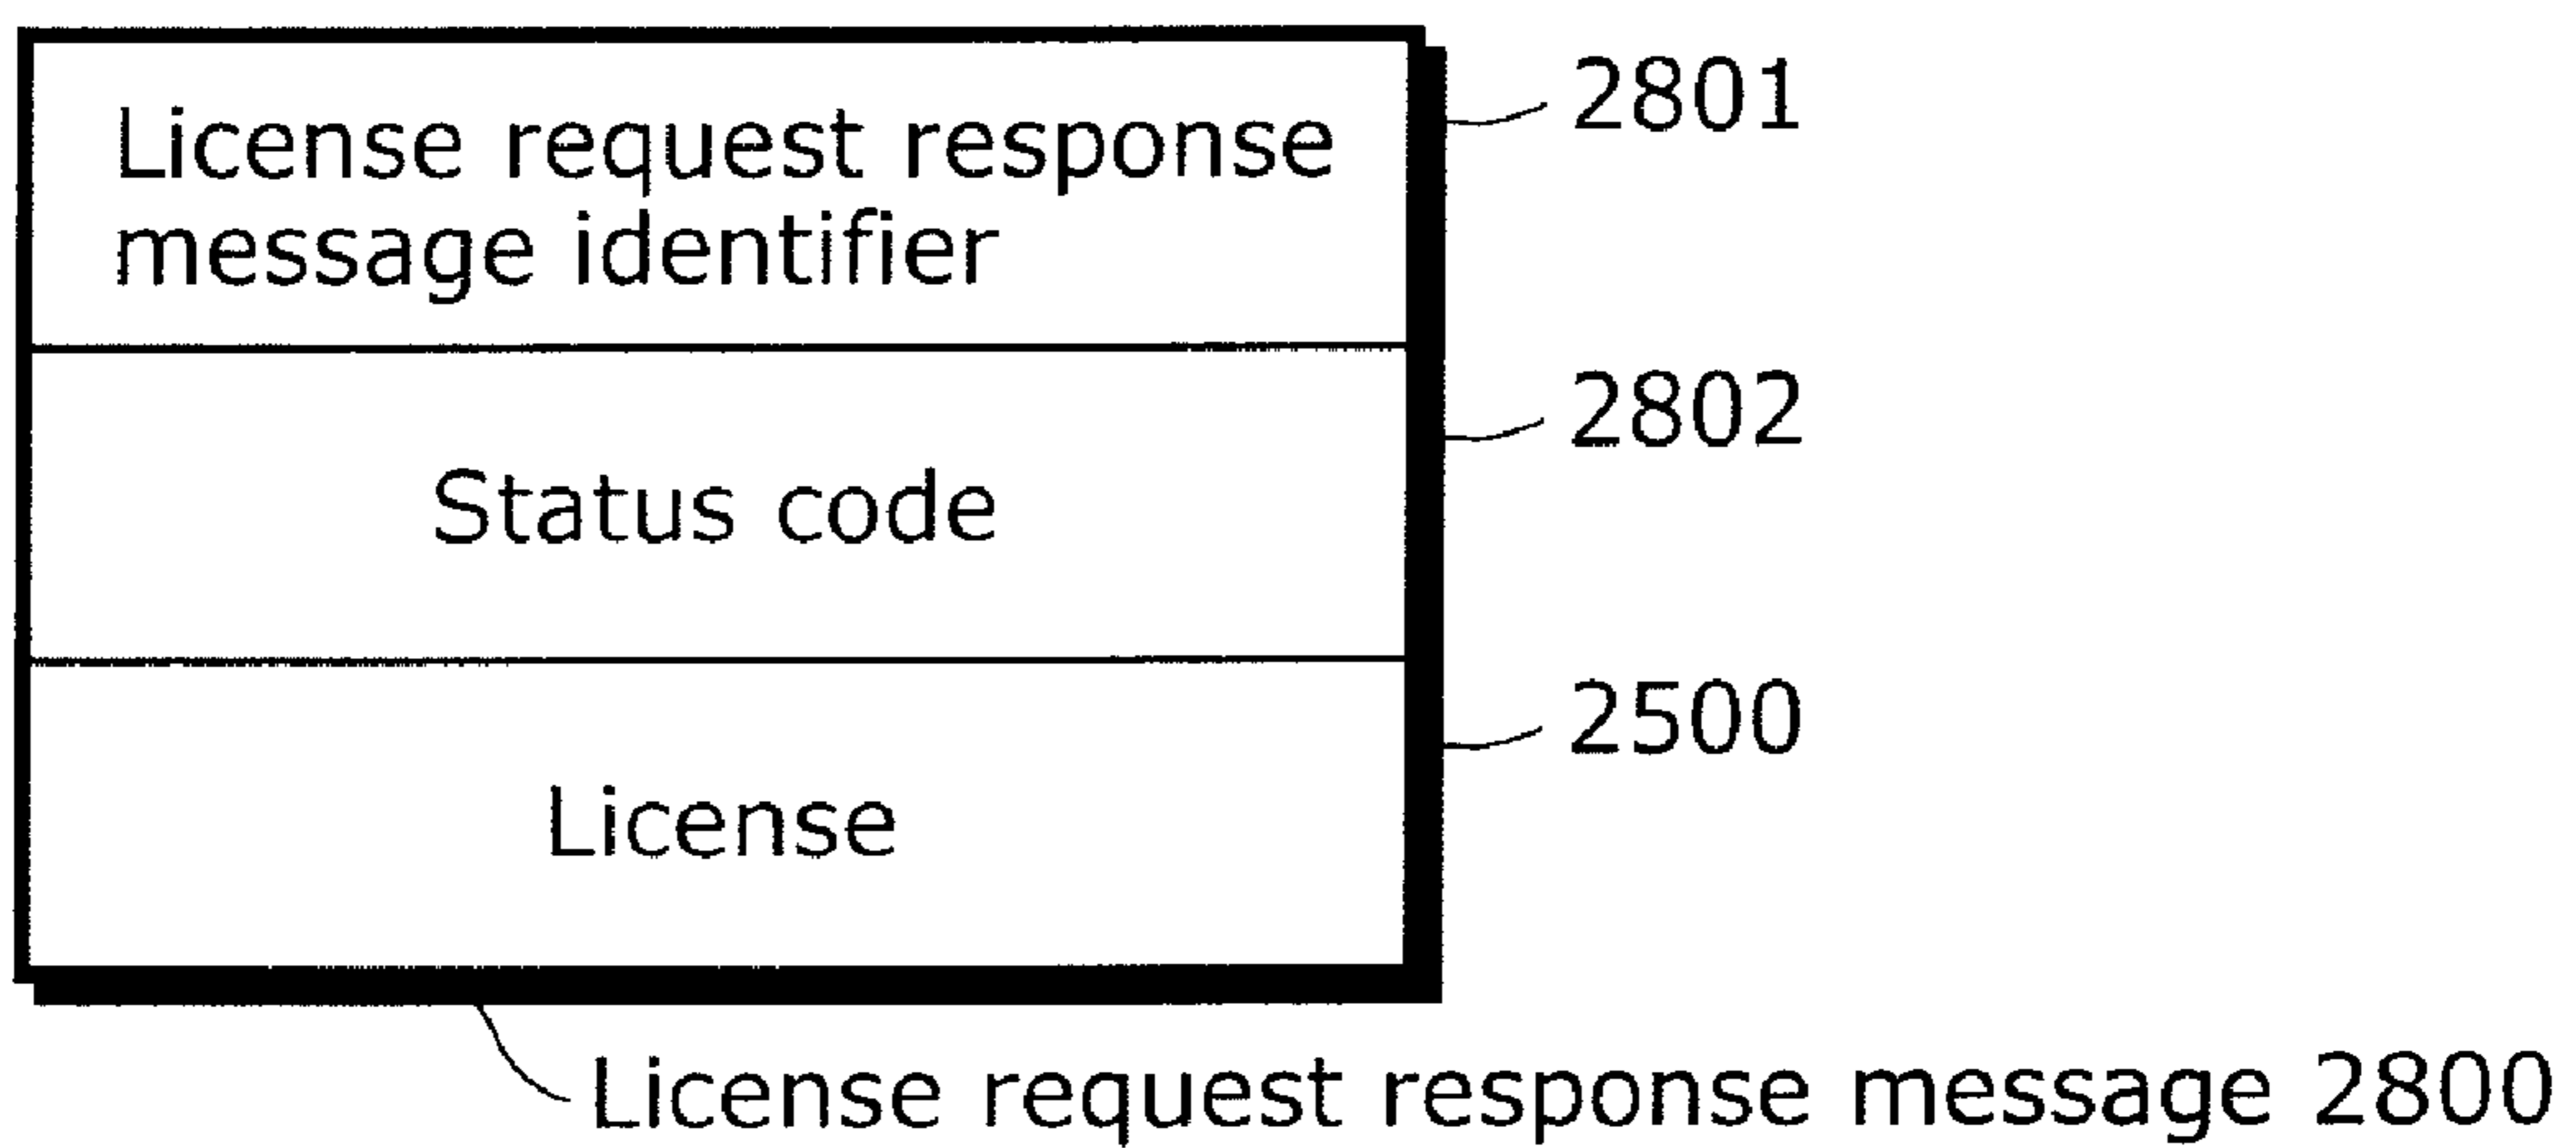 License request response
message identifier
2801
Status code
2802
License
2500
License request response message 2800